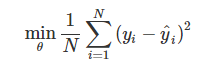 min_θ 1/N ∑_{i=1}^{N} (y_i − ŷ_i)²